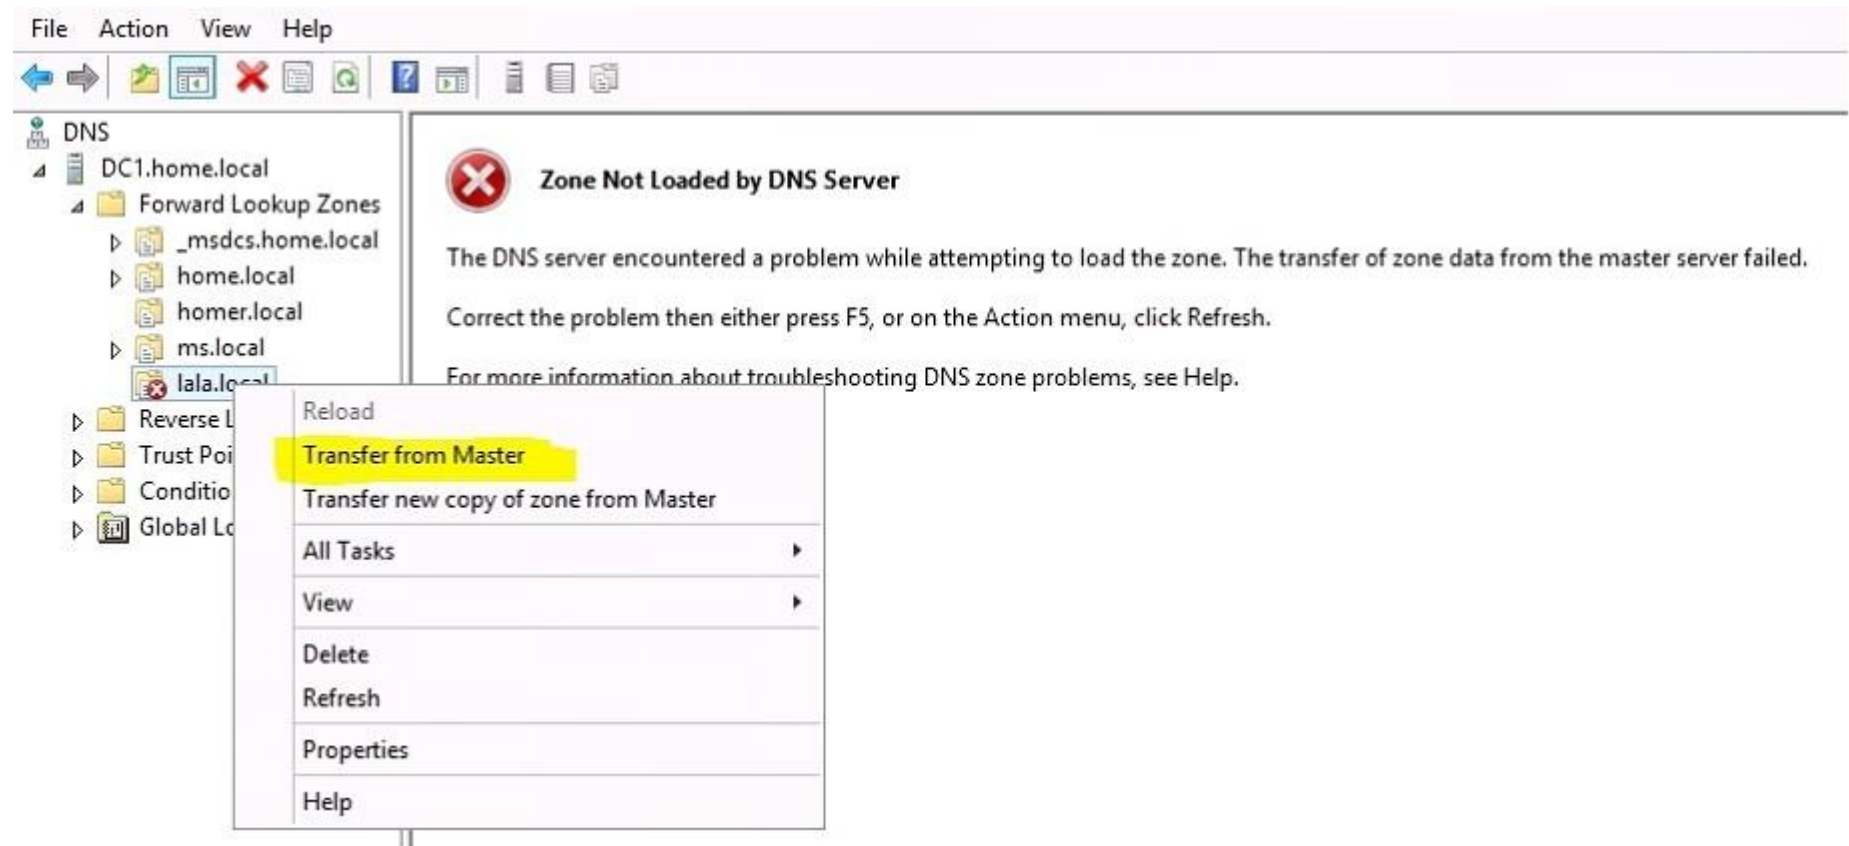 File Action View Help
DNS
DC1.home.local
Forward Lookup Zones
_msdcs.home.local
home.local
homer.local
ms.local
lala.local
Reverse L
Trust Poi
Conditio
Global Lo
Zone Not Loaded by DNS Server
The DNS server encountered a problem while attempting to load the zone. The transfer of zone data from the master server failed.
Correct the problem then either press F5, or on the Action menu, click Refresh.
For more information about troubleshooting DNS zone problems, see Help.
Reload
Transfer from Master
Transfer new copy of zone from Master
All Tasks
View
Delete
Refresh
Properties
Help